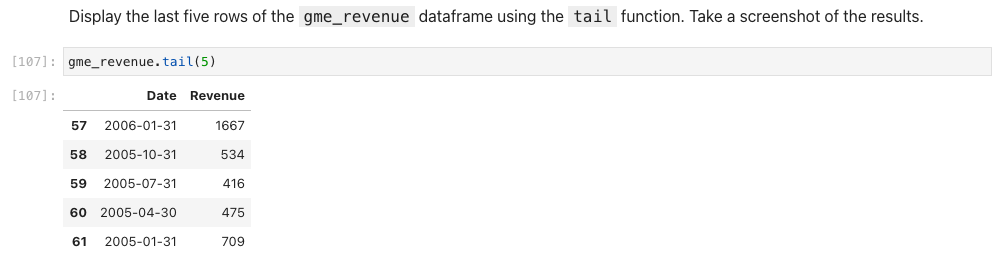 Display the last five rows of the gme_revenue dataframe using the tail function. Take a screenshot of the results.
[107]: gme_revenue.tail(5)
[107]: Date Revenue
57 2006-01-31 1667
58 2005-10-31 534
59 2005-07-31 416
60 2005-04-30 475
61 2005-01-31 709